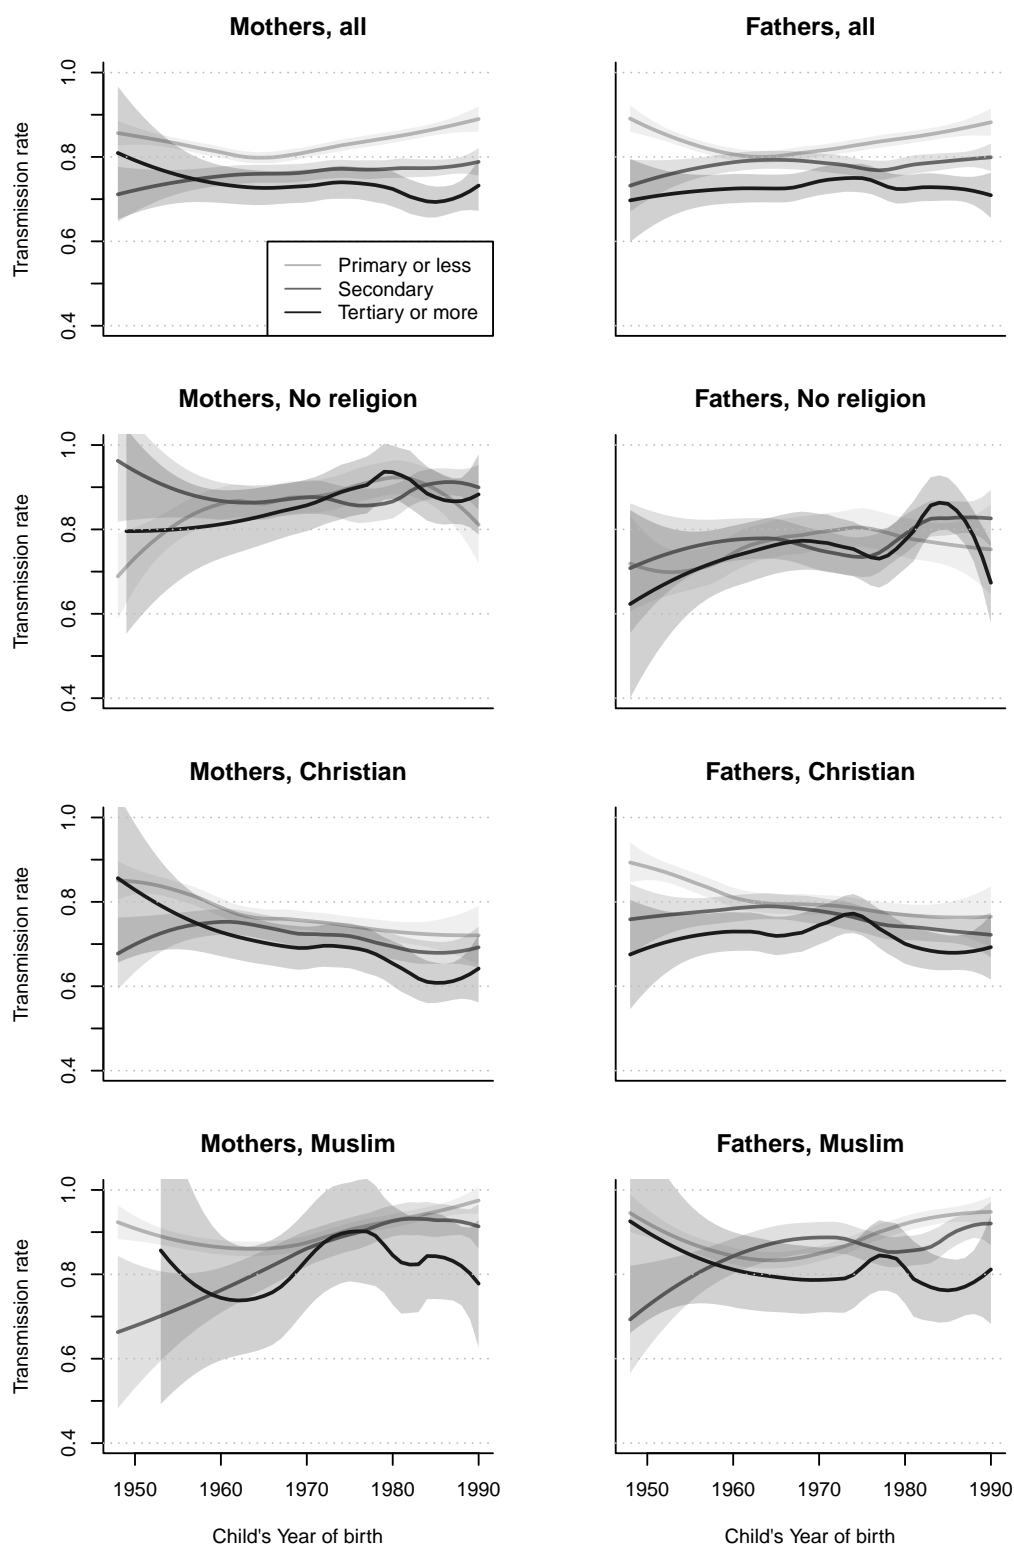 Mothers, all
Fathers, all
Transmission rate
1.0
0.8
0.6
0.4
Primary or less
Secondary
Tertiary or more
Mothers, No religion
Fathers, No religion
Transmission rate
1.0
0.8
0.6
0.4
Mothers, Christian
Fathers, Christian
Transmission rate
1.0
0.8
0.6
0.4
Mothers, Muslim
Fathers, Muslim
Transmission rate
1.0
0.8
0.6
0.4
1950 1960 1970 1980 1990
1950 1960 1970 1980 1990
Child's Year of birth
Child's Year of birth